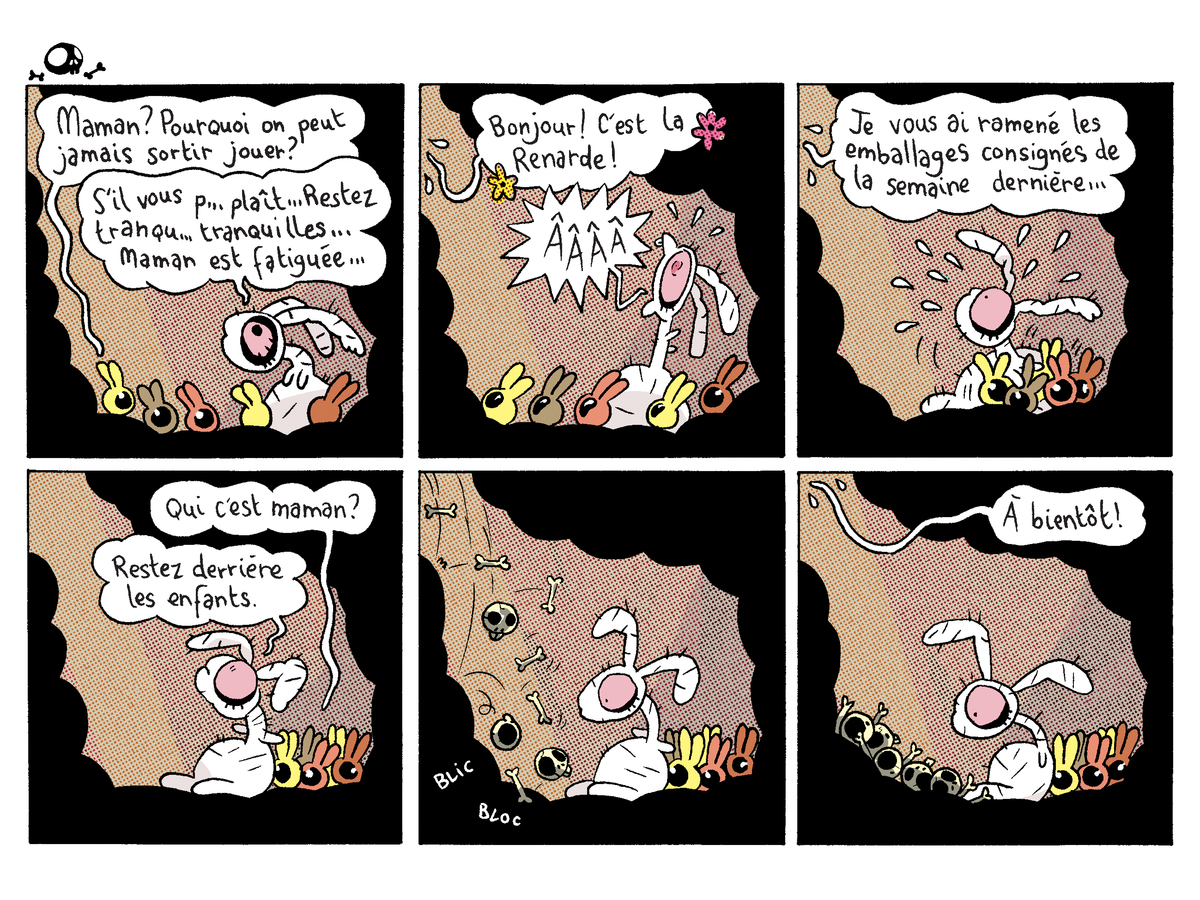 Maman? Pourquoi on peut
jamais sortir jouer?
S'il vous p... plaît... Restez
tranqu... tranquilles...
Maman est fatiguée...
Bonjour! C'est la
Renarde!
ÂÂÂÂ
ÂÂÂ
Je vous ai ramené les
emballages consignés de
la semaine dernière...
Qui c'est maman?
Restez derrière
les enfants.
BLIC
BLOC
À bientôt!